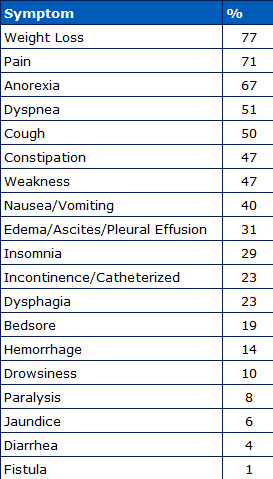 Symptom %
Weight Loss 77
Pain 71
Anorexia 67
Dyspnea 51
Cough 50
Constipation 47
Weakness 47
Nausea/Vomiting 40
Edema/Ascites/Pleural Effusion 31
Insomnia 29
Incontinence/Catheterized 23
Dysphagia 23
Bedsore 19
Hemorrhage 14
Drowsiness 10
Paralysis 8
Jaundice 6
Diarrhea 4
Fistula 1